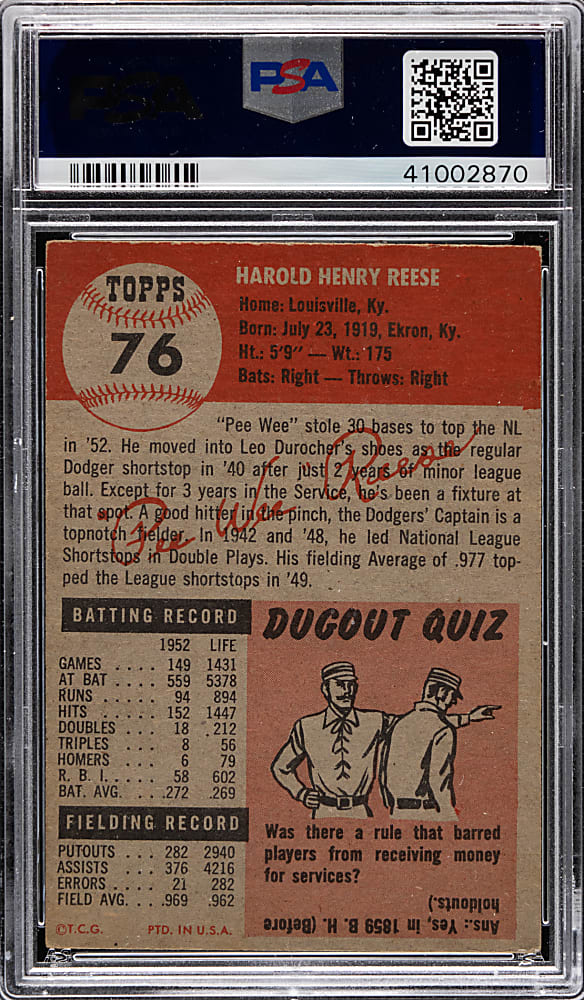 PSA
PSA
41002870
TOPPS
76
HAROLD HENRY REESE
Home: Louisville, Ky.
Born: July 23, 1919, Ekron, Ky.
Ht.: 5'9" — Wt.: 175
Bats: Right — Throws: Right
"Pee Wee" stole 30 bases to top the NL
in '52. He moved into Leo Durocher's shoes as the regular
Dodger shortstop in '40 after just 2 years of minor league
ball. Except for 3 years in the Service, he's been a fixture at
that spot. A good hitter in the pinch, the Dodgers' Captain is a
topnotch fielder. In 1942 and '48, he led National League
Shortstops in Double Plays. His fielding Average of .977 top-
ped the League shortstops in '49.
"Pee Wee" Reese
BATTING RECORD
1952 LIFE
GAMES .... 149 1431
AT BAT .... 559 5378
RUNS .... 94 894
HITS .... 152 1447
DOUBLES .. 18 .212
TRIPLES ... 8 56
HOMERS ... 6 79
R. B. I. .... 58 602
BAT. AVG. ... .272 .269
FIELDING RECORD
PUTOUTS ... 282 2940
ASSISTS ... 376 4216
ERRORS ... 21 282
FIELD AVG. ... .969 .962
©T.C.G. PTD. IN U.S.A.
DUGOUT QUIZ
Was there a rule that barred
players from receiving money
for services?
Ans.: Yes, in 1859 B. H. (Before
holdouts.)